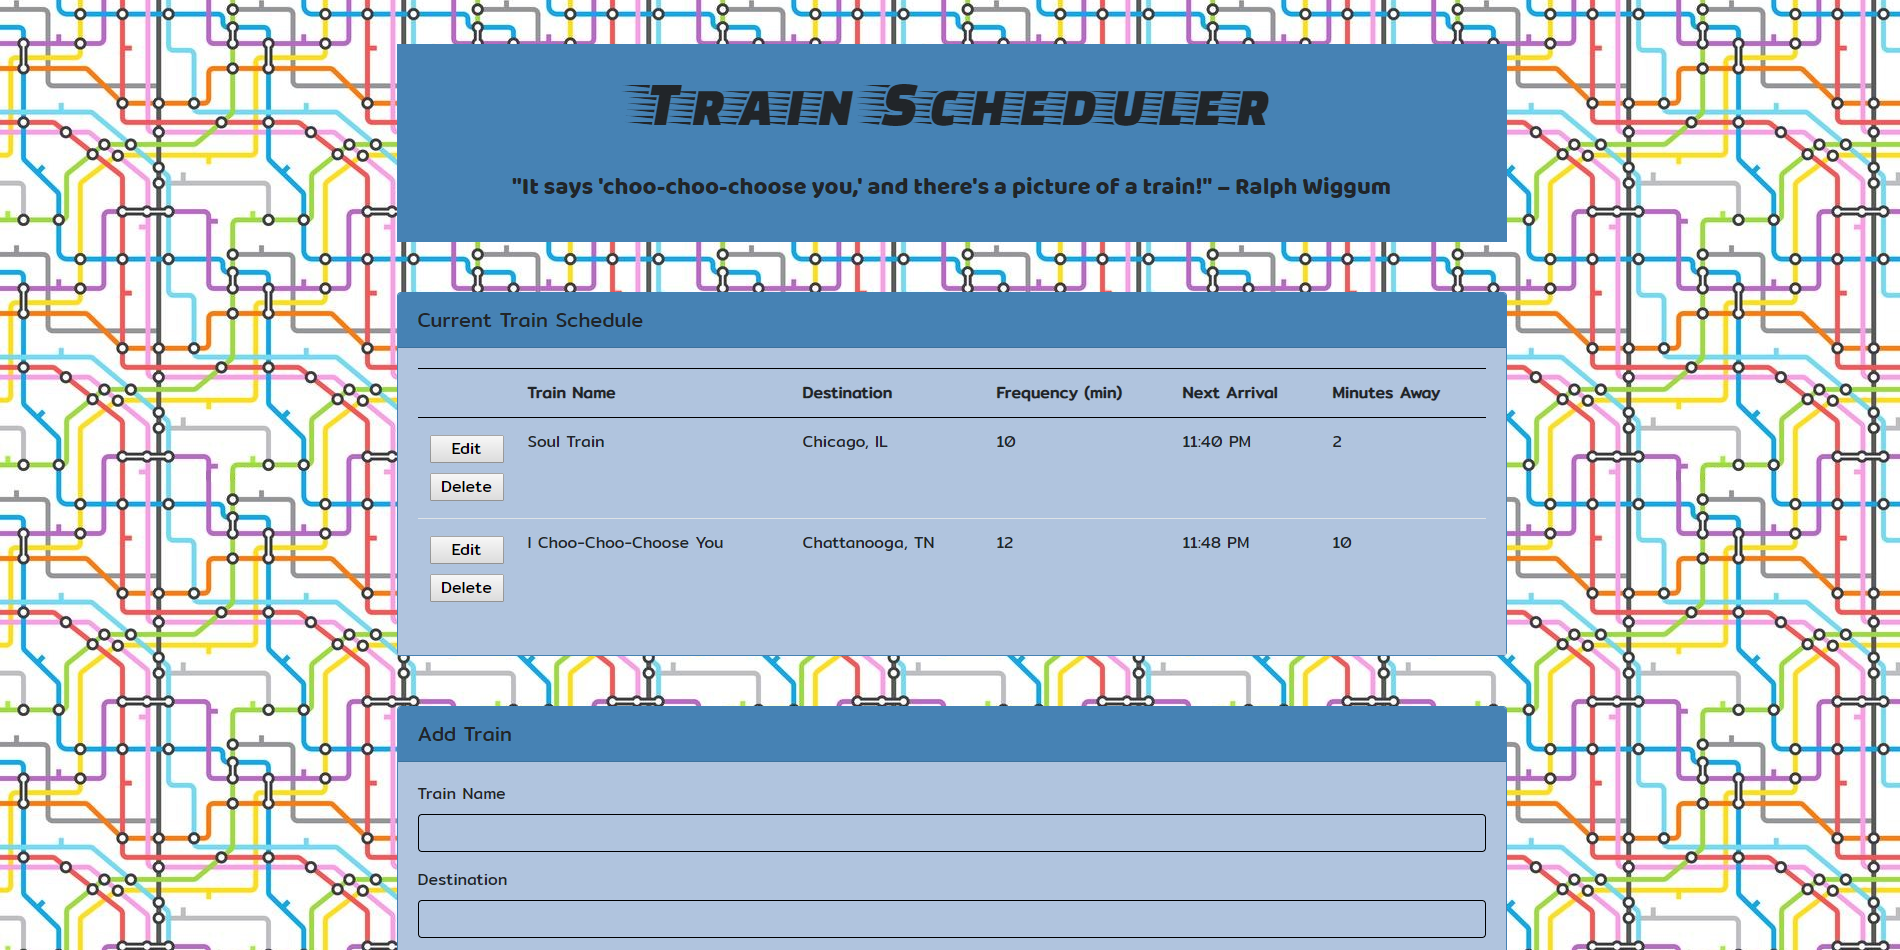 Train Scheduler
"It says 'choo-choo-choose you,' and there's a picture of a train!" – Ralph Wiggum
Current Train Schedule
Train Name Destination Frequency (min) Next Arrival Minutes Away
Edit Soul Train Chicago, IL 10 11:40 PM 2
Delete
Edit I Choo-Choo-Choose You Chattanooga, TN 12 11:48 PM 10
Delete
Add Train
Train Name
Destination